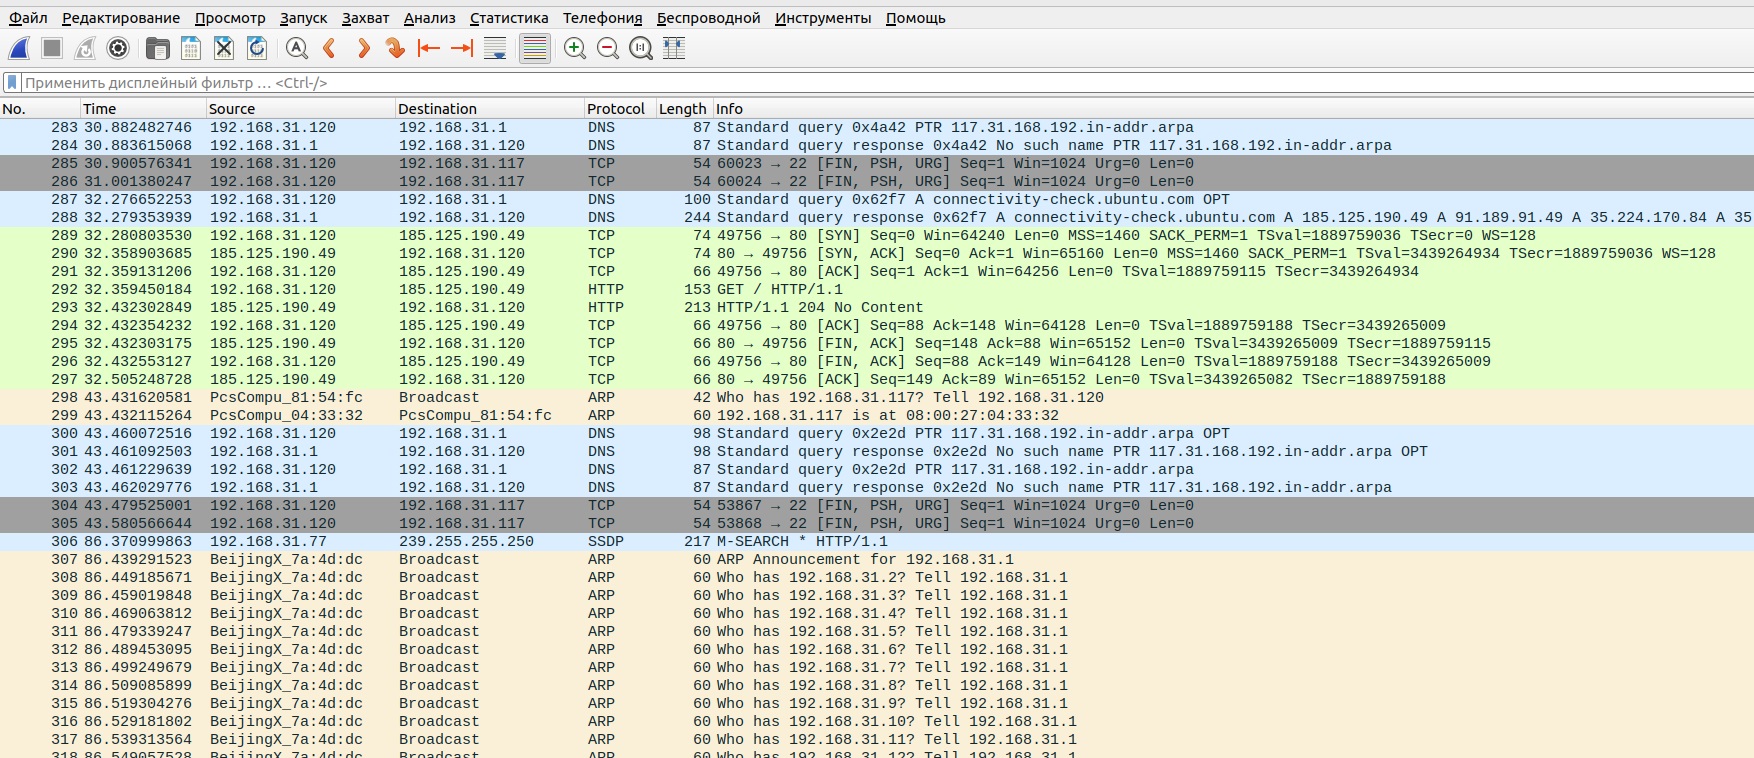 Файл Редактирование Просмотр Запуск Захват Анализ Статистика Телефония Беспроводной Инструменты Помощь
Применить дисплейный фильтр … <Ctrl-/>
No. Time Source Destination Protocol Length Info
283 30.882482746 192.168.31.120 192.168.31.1 DNS 87 Standard query 0x4a42 PTR 117.31.168.192.in-addr.arpa
284 30.883615068 192.168.31.1 192.168.31.120 DNS 87 Standard query response 0x4a42 No such name PTR 117.31.168.192.in-addr.arpa
285 30.900576341 192.168.31.120 192.168.31.117 TCP 54 60023 → 22 [FIN, PSH, URG] Seq=1 Win=1024 Urg=0 Len=0
286 31.001380247 192.168.31.120 192.168.31.117 TCP 54 60024 → 22 [FIN, PSH, URG] Seq=1 Win=1024 Urg=0 Len=0
287 32.276652253 192.168.31.120 192.168.31.1 DNS 100 Standard query 0x62f7 A connectivity-check.ubuntu.com OPT
288 32.279353939 192.168.31.1 192.168.31.120 DNS 244 Standard query response 0x62f7 A connectivity-check.ubuntu.com A 185.125.190.49 A 91.189.91.49 A 35.224.170.84 A 35
289 32.280803530 192.168.31.120 185.125.190.49 TCP 74 49756 → 80 [SYN] Seq=0 Win=64240 Len=0 MSS=1460 SACK_PERM=1 TSval=1889759036 TSecr=0 WS=128
290 32.358903685 185.125.190.49 192.168.31.120 TCP 74 80 → 49756 [SYN, ACK] Seq=0 Ack=1 Win=65160 Len=0 MSS=1460 SACK_PERM=1 TSval=3439264934 TSecr=1889759036 WS=128
291 32.359131206 192.168.31.120 185.125.190.49 TCP 66 49756 → 80 [ACK] Seq=1 Ack=1 Win=64256 Len=0 TSval=1889759115 TSecr=3439264934
292 32.359450184 192.168.31.120 185.125.190.49 HTTP 153 GET / HTTP/1.1
293 32.432302849 185.125.190.49 192.168.31.120 HTTP 213 HTTP/1.1 204 No Content
294 32.432354232 192.168.31.120 185.125.190.49 TCP 66 49756 → 80 [ACK] Seq=88 Ack=148 Win=64128 Len=0 TSval=1889759188 TSecr=3439265009
295 32.432303175 185.125.190.49 192.168.31.120 TCP 66 80 → 49756 [FIN, ACK] Seq=148 Ack=88 Win=65152 Len=0 TSval=3439265009 TSecr=1889759115
296 32.432553127 192.168.31.120 185.125.190.49 TCP 66 49756 → 80 [FIN, ACK] Seq=88 Ack=149 Win=64128 Len=0 TSval=1889759188 TSecr=3439265009
297 32.505248728 185.125.190.49 192.168.31.120 TCP 66 80 → 49756 [ACK] Seq=149 Ack=89 Win=65152 Len=0 TSval=3439265082 TSecr=1889759188
298 43.431620581 PcsCompu_81:54:fc Broadcast ARP 42 Who has 192.168.31.117? Tell 192.168.31.120
299 43.432115264 PcsCompu_04:33:32 PcsCompu_81:54:fc ARP 60 192.168.31.117 is at 08:00:27:04:33:32
300 43.460072516 192.168.31.120 192.168.31.1 DNS 98 Standard query 0x2e2d PTR 117.31.168.192.in-addr.arpa OPT
301 43.461092503 192.168.31.1 192.168.31.120 DNS 98 Standard query response 0x2e2d No such name PTR 117.31.168.192.in-addr.arpa OPT
302 43.461229639 192.168.31.120 192.168.31.1 DNS 87 Standard query 0x2e2d PTR 117.31.168.192.in-addr.arpa
303 43.462029776 192.168.31.1 192.168.31.120 DNS 87 Standard query response 0x2e2d No such name PTR 117.31.168.192.in-addr.arpa
304 43.479525001 192.168.31.120 192.168.31.117 TCP 54 53867 → 22 [FIN, PSH, URG] Seq=1 Win=1024 Urg=0 Len=0
305 43.580566644 192.168.31.120 192.168.31.117 TCP 54 53868 → 22 [FIN, PSH, URG] Seq=1 Win=1024 Urg=0 Len=0
306 86.370999863 192.168.31.77 239.255.255.250 SSDP 217 M-SEARCH * HTTP/1.1
307 86.439291523 BeijingX_7a:4d:dc Broadcast ARP 60 ARP Announcement for 192.168.31.1
308 86.449185671 BeijingX_7a:4d:dc Broadcast ARP 60 Who has 192.168.31.2? Tell 192.168.31.1
309 86.459019848 BeijingX_7a:4d:dc Broadcast ARP 60 Who has 192.168.31.3? Tell 192.168.31.1
310 86.469063812 BeijingX_7a:4d:dc Broadcast ARP 60 Who has 192.168.31.4? Tell 192.168.31.1
311 86.479339247 BeijingX_7a:4d:dc Broadcast ARP 60 Who has 192.168.31.5? Tell 192.168.31.1
312 86.489453095 BeijingX_7a:4d:dc Broadcast ARP 60 Who has 192.168.31.6? Tell 192.168.31.1
313 86.499249679 BeijingX_7a:4d:dc Broadcast ARP 60 Who has 192.168.31.7? Tell 192.168.31.1
314 86.509085899 BeijingX_7a:4d:dc Broadcast ARP 60 Who has 192.168.31.8? Tell 192.168.31.1
315 86.519304276 BeijingX_7a:4d:dc Broadcast ARP 60 Who has 192.168.31.9? Tell 192.168.31.1
316 86.529181802 BeijingX_7a:4d:dc Broadcast ARP 60 Who has 192.168.31.10? Tell 192.168.31.1
317 86.539313564 BeijingX_7a:4d:dc Broadcast ARP 60 Who has 192.168.31.11? Tell 192.168.31.1
318 86.549057528 BeijingX_7a:4d:dc Broadcast ARP 60 Who has 192.168.31.12? Tell 192.168.31.1